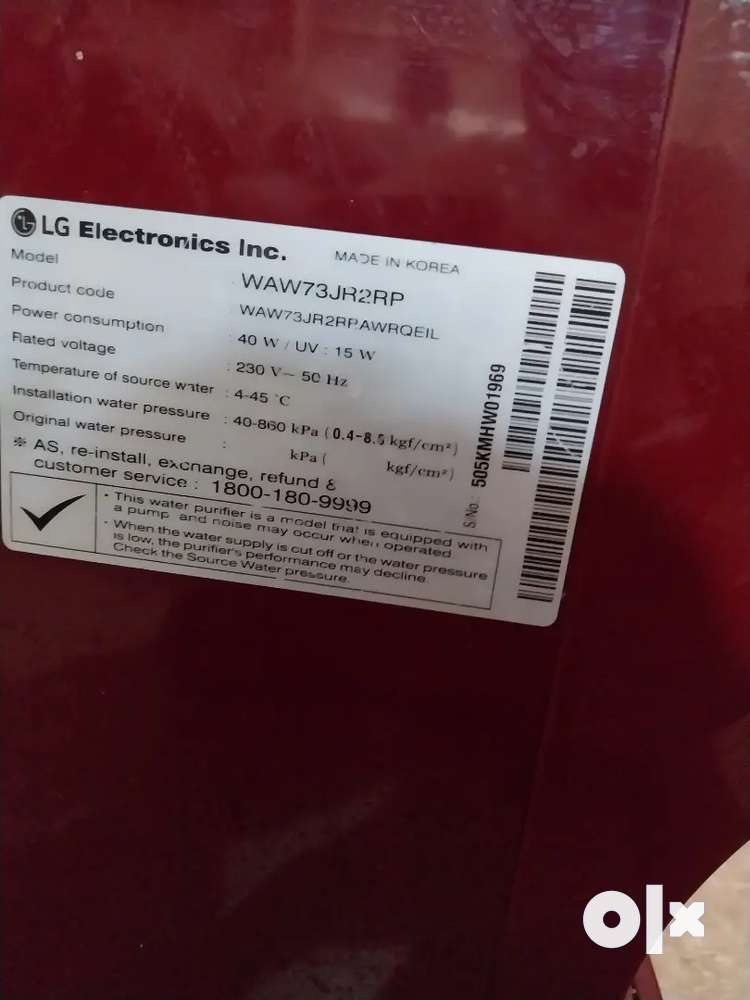 LG Electronics Inc. MADE IN KOREA
Model WAW73JR2RP
Product code WAW73JR2RP.AWRQEIL
Power consumption : 40 W / UV : 15 W
Rated voltage : 230 V~ 50 Hz
Temperature of source water : 4-45 °C
Installation water pressure : 40-860 kPa (0.4-8.5 kgf/cm²)
Original water pressure : kPa ( kgf/cm²)
※ AS, re-install, exchange, refund &
customer service : 1800-180-9999
• This water purifier is a model that is equipped with
a pump and noise may occur when operated
• When the water supply is cut off or the water pressure
is low, the purifier's performance may decline.
Check the Source Water pressure.
S/No.: 505KMHW01969
olx